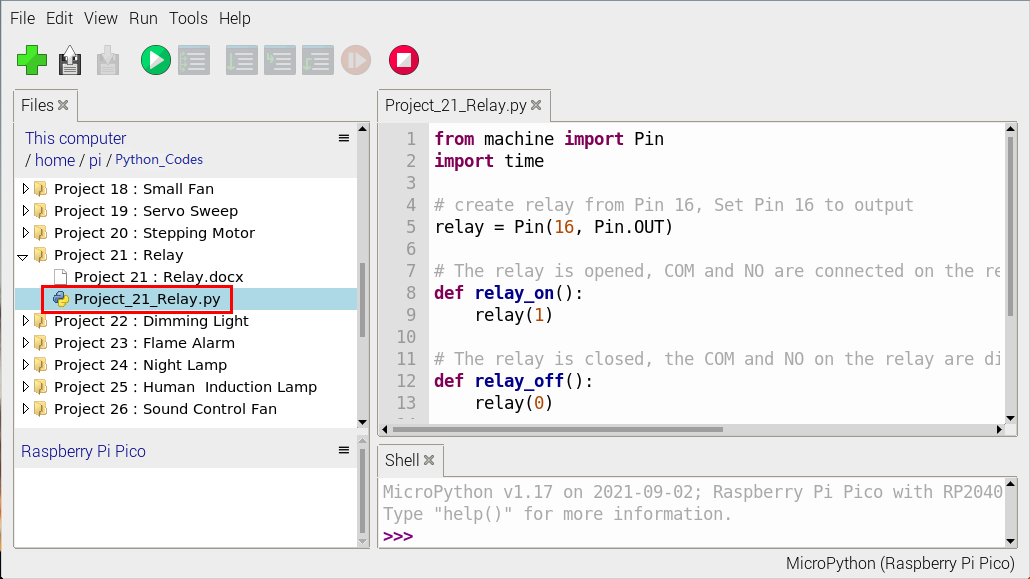 File Edit View Run Tools Help
Files
This computer
/ home / pi / Python_Codes
Project 18 : Small Fan
Project 19 : Servo Sweep
Project 20 : Stepping Motor
Project 21 : Relay
Project 21 : Relay.docx
Project_21_Relay.py
Project 22 : Dimming Light
Project 23 : Flame Alarm
Project 24 : Night Lamp
Project 25 : Human  Induction Lamp
Project 26 : Sound Control Fan
Raspberry Pi Pico
Project_21_Relay.py
1 from machine import Pin
2 import time
3
4 # create relay from Pin 16, Set Pin 16 to output
5 relay = Pin(16, Pin.OUT)
6
7 # The relay is opened, COM and NO are connected on the re
8 def relay_on():
9     relay(1)
10
11 # The relay is closed, the COM and NO on the relay are di
12 def relay_off():
13     relay(0)
Shell
MicroPython v1.17 on 2021-09-02; Raspberry Pi Pico with RP2040
Type "help()" for more information.
>>>
MicroPython (Raspberry Pi Pico)